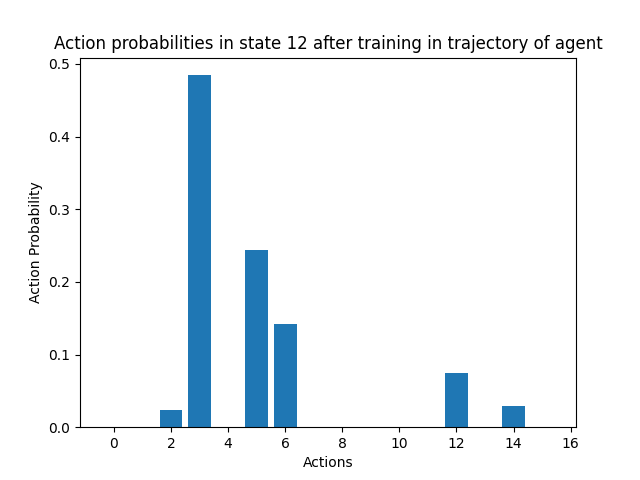 Action probabilities in state 12 after training in trajectory of agent
0.5
0.4
0.3
0.2
0.1
0.0
Action Probability
0 2 4 6 8 10 12 14 16
Actions